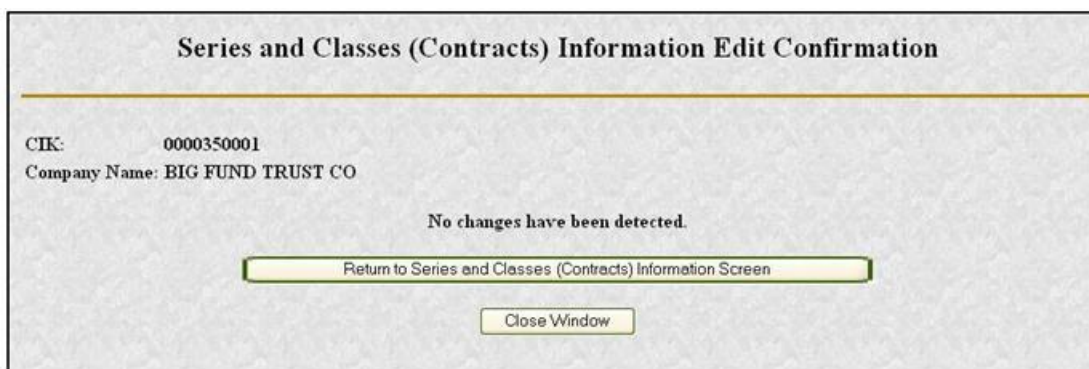 Series and Classes (Contracts) Information Edit Confirmation
CIK: 0000350001
Company Name: BIG FUND TRUST CO
No changes have been detected.
Return to Series and Classes (Contracts) Information Screen
Close Window